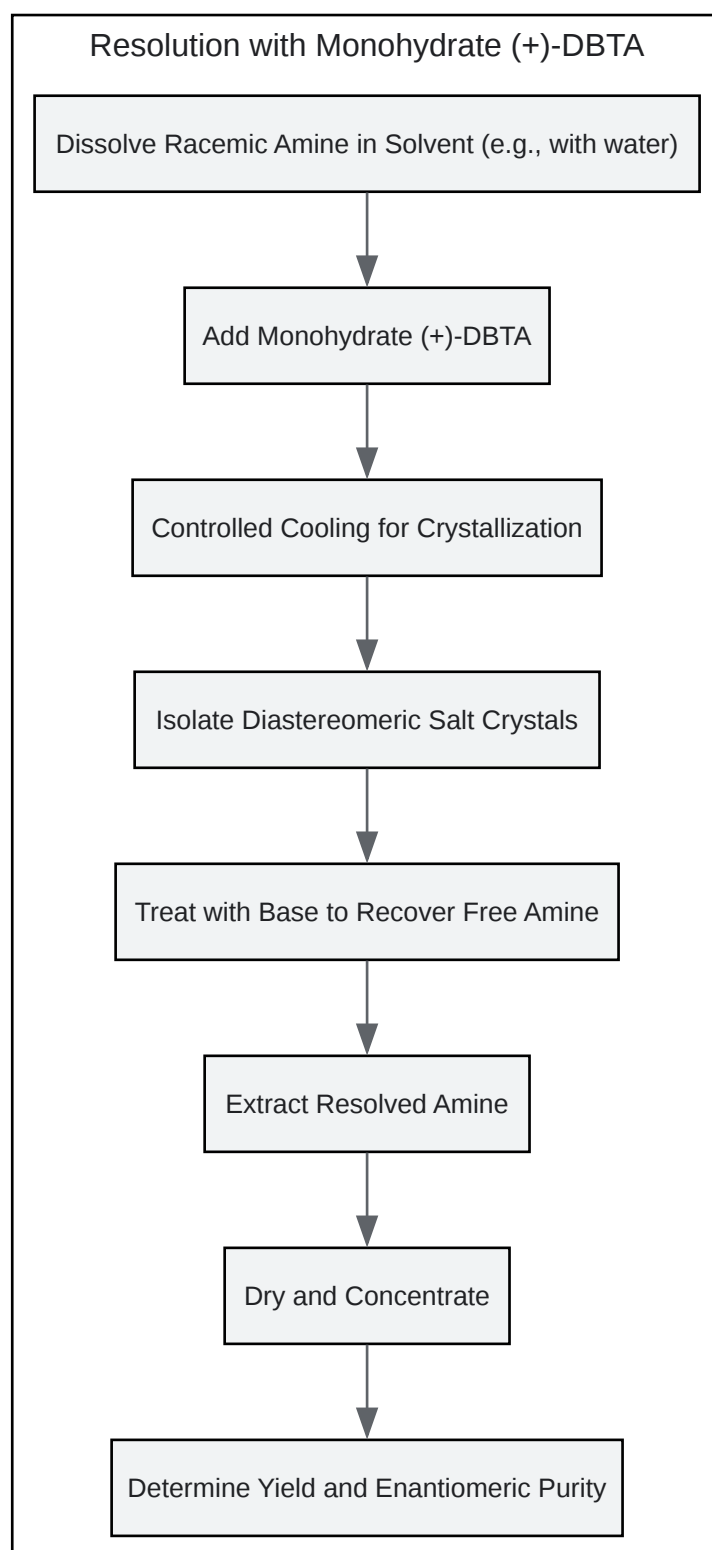 Resolution with Monohydrate (+)-DBTA
Dissolve Racemic Amine in Solvent (e.g., with water)
Add Monohydrate (+)-DBTA
Controlled Cooling for Crystallization
Isolate Diastereomeric Salt Crystals
Treat with Base to Recover Free Amine
Extract Resolved Amine
Dry and Concentrate
Determine Yield and Enantiomeric Purity